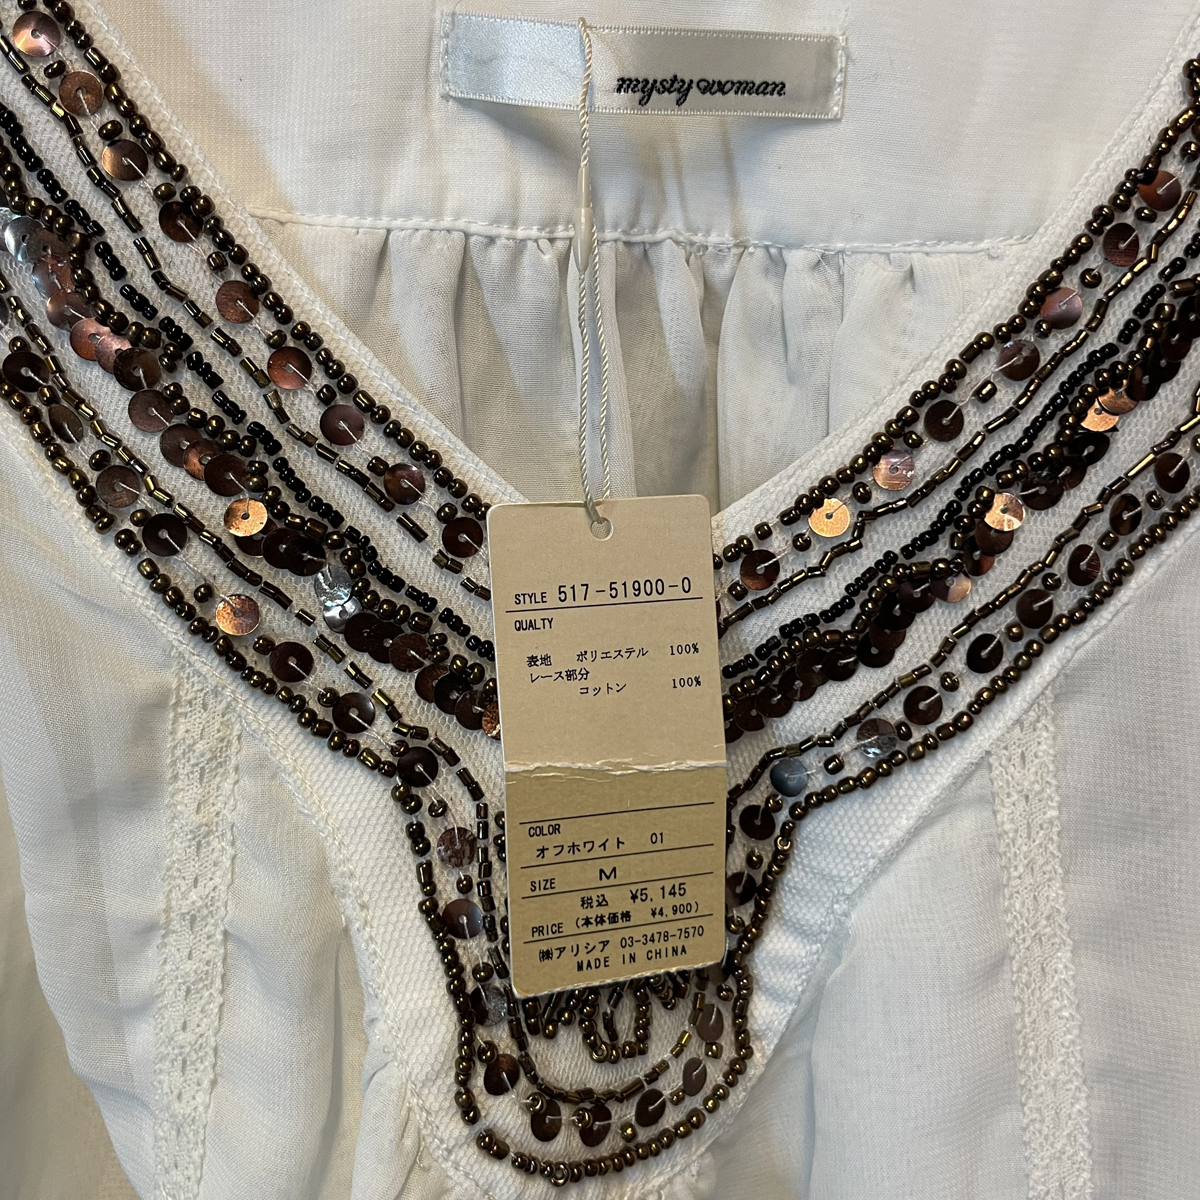 mysty woman
STYLE 517-51900-0
QUALTY
表地 ポリエステル 100%
レース部分
コットン 100%
COLOR
オフホワイト 01
SIZE M
税込 ¥5,145
PRICE (本体価格 ¥4,900)
㈱アリシア 03-3478-7570
MADE IN CHINA